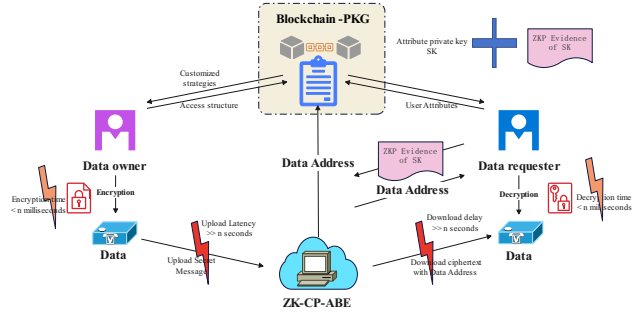 Blockchain -PKG
Attribute private key
SK
ZKP Evidence
of SK
Customized
strategies
Access structure
User Attributes
Data owner
Data Address
ZKP Evidence
of SK
Data requester
Data Address
Encryption time
< n milliseconds
Encryption
Decryption
Decryption time
< n milliseconds
Data
Upload Latency
>> n seconds
Upload Secret
Message
Download delay
>> n seconds
Download ciphertext
with Data Address
Data
ZK-CP-ABE